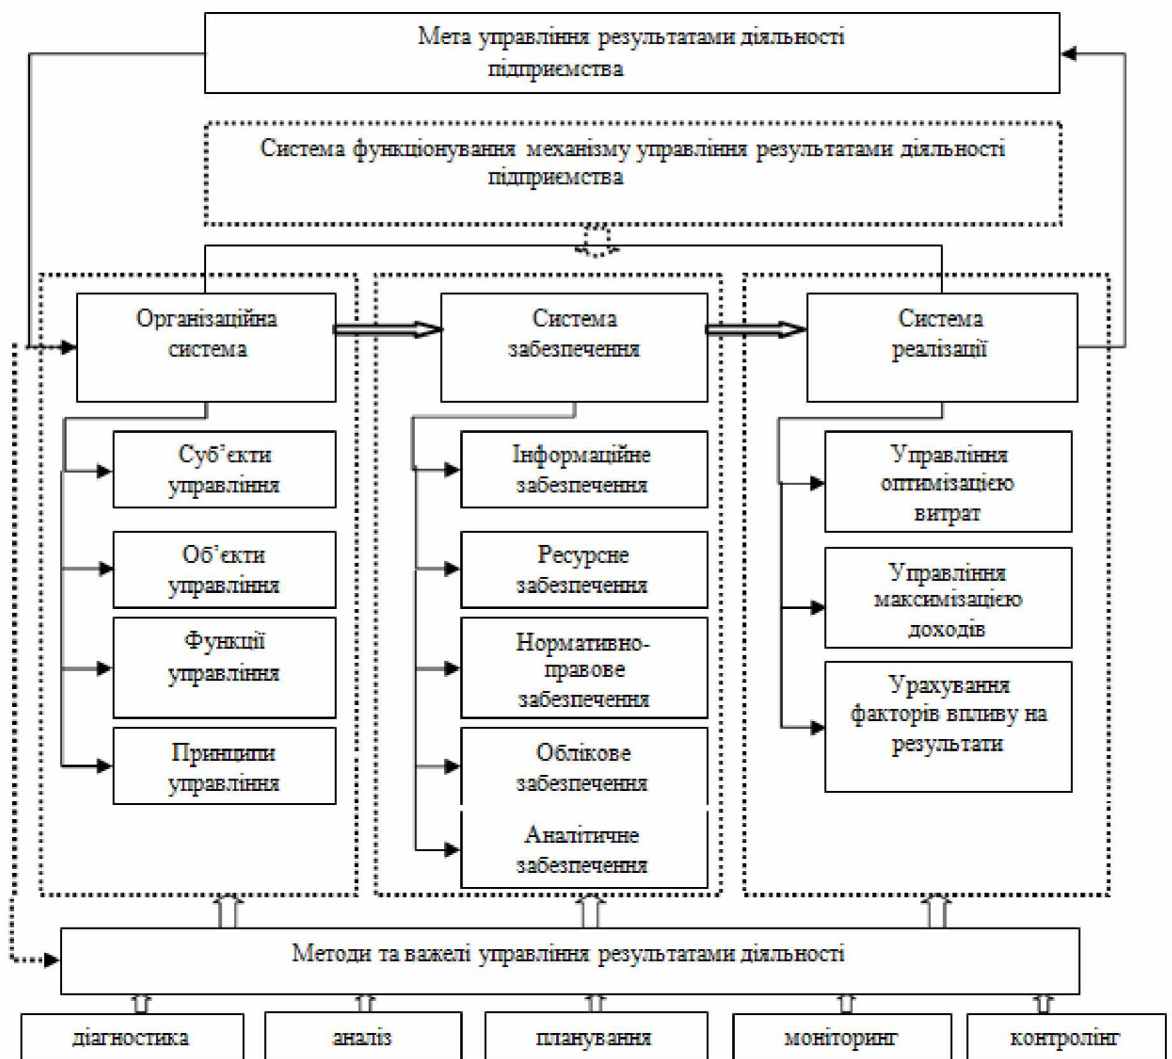 Мета управління результатами діяльності
підприємства
Система функціонування механізму управління результатами діяльності
підприємства
Організаційна
система
Система
забезпечення
Система
реалізації
Суб’єкти
управління
Об’єкти
управління
Функції
управління
Принципи
управління
Інформаційне
забезпечення
Ресурсне
забезпечення
Нормативно-
правове
забезпечення
Облікове
забезпечення
Аналітичне
забезпечення
Управління
оптимізацією
витрат
Управління
максимізацією
доходів
Урахування
факторів впливу на
результати
Методи та важелі управління результатами діяльності
діагностика
аналіз
планування
моніторинг
контролінг